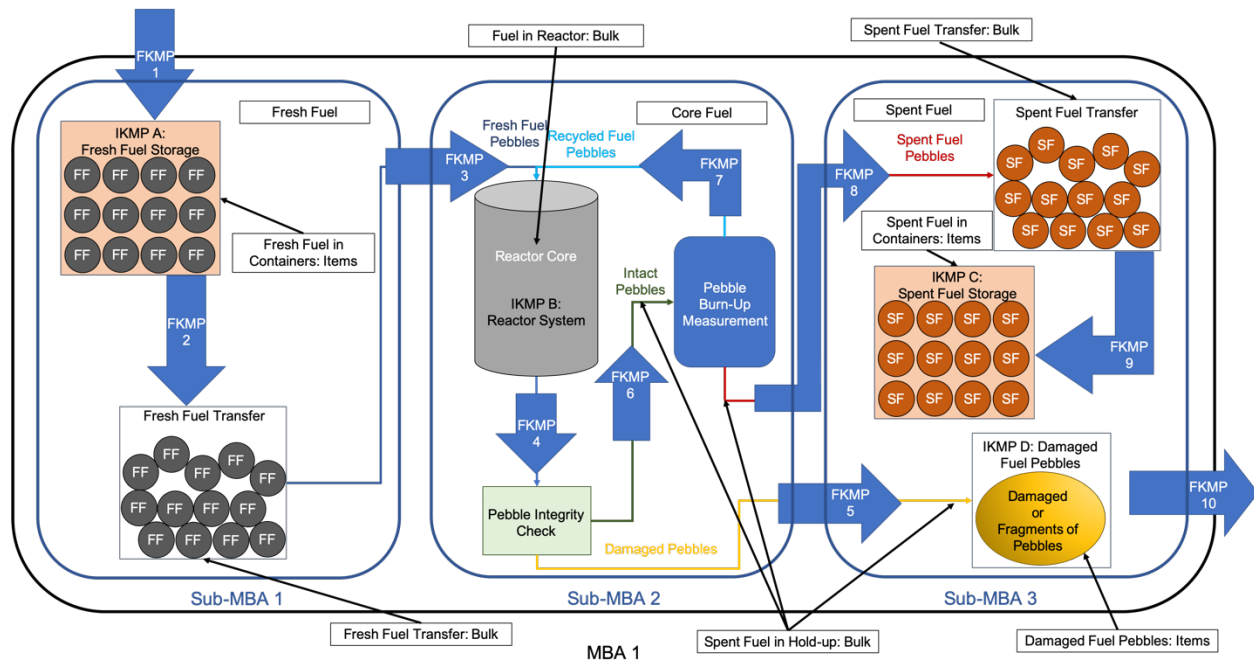 FKMP
1
Fuel in Reactor: Bulk
Spent Fuel Transfer: Bulk
Fresh Fuel
IKMP A:
Fresh Fuel Storage
FF FF FF FF
FF FF FF FF
FF FF FF FF
Fresh Fuel in
Containers: Items
FKMP
2
Fresh Fuel Transfer
FF FF FF FF FF
FF FF FF FF
FF FF FF FF
Sub-MBA 1
Fresh Fuel Transfer: Bulk
FKMP
3
Fresh Fuel
Pebbles
Recycled Fuel
Pebbles
Core Fuel
FKMP
7
Reactor Core
IKMP B:
Reactor System
Intact
Pebbles
Pebble
Burn-Up
Measurement
FKMP
4
FKMP
6
Pebble Integrity
Check
Damaged Pebbles
Sub-MBA 2
Spent Fuel in Hold-up: Bulk
FKMP
8
Spent Fuel
Spent Fuel
Pebbles
Spent Fuel Transfer
SF SF SF SF SF
SF SF SF SF
SF SF SF SF
Spent Fuel in
Containers: Items
IKMP C:
Spent Fuel Storage
SF SF SF SF
SF SF SF SF
SF SF SF SF
FKMP
9
FKMP
5
IKMP D: Damaged
Fuel Pebbles
Damaged
or
Fragments of
Pebbles
FKMP
10
Sub-MBA 3
Damaged Fuel Pebbles: Items
MBA 1